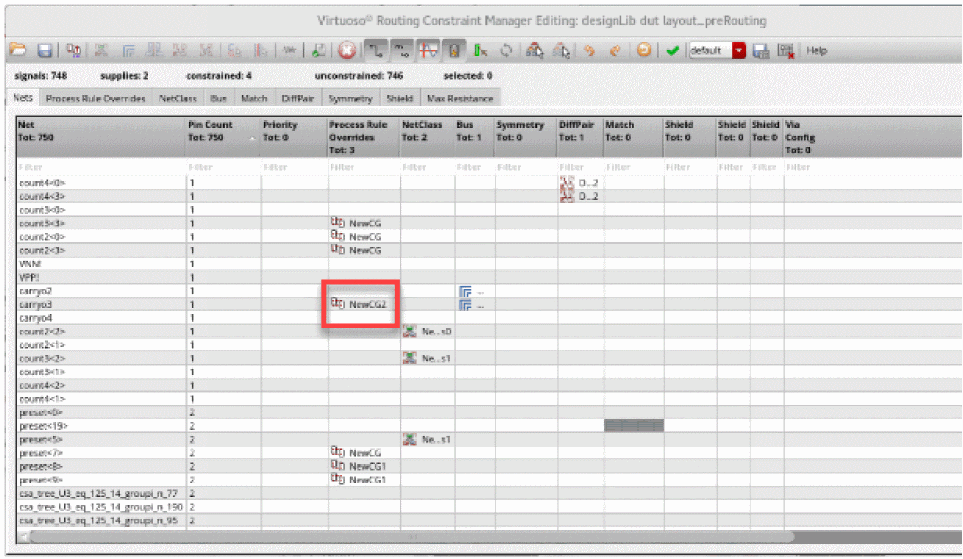 Virtuoso® Routing Constraint Manager Editing: designLib dut layout_preRouting
default Help
signals: 748 supplies: 2 constrained: 4 unconstrained: 746 selected: 0
Nets Process Rule Overrides NetClass Bus Match DiffPair Symmetry Shield Max Resistance
Net Pin Count Priority Process Rule NetClass Bus Symmetry DiffPair Match Shield Shield Shield Via
Tot: 750 Tot: 750 Tot: 0 Overrides Tot: 2 Tot: 1 Tot: 0 Tot: 1 Tot: 0 Tot: 0 Tot: 0 Tot: 0 Config
Tot: 3 Tot: 0
Filter Filter Filter Filter Filter Filter Filter Filter Filter Filter Filter Filter Filter
count4<0> 1 D...2
count4<3> 1 D...2
count3<0> 1
count3<3> 1 NewCG
count2<0> 1 NewCG
count2<3> 1 NewCG
VNN! 1
VPP! 1
carryo2 1 ...
carryo3 1 NewCG2 ...
carryo4 1
count2<2> 1 Ne...s0
count2<1> 1
count3<2> 1 Ne...s1
count3<1> 1
count4<2> 1
count4<1> 1
preset<0> 2
preset<19> 2
preset<5> 2 Ne...s1
preset<7> 2 NewCG
preset<8> 2 NewCG1
preset<9> 2 NewCG1
csa_tree_U3_eq_125_14_groupi_n_77 2
csa_tree_U3_eq_125_14_groupi_n_190 2
csa_tree_U3_eq_125_14_groupi_n_95 2